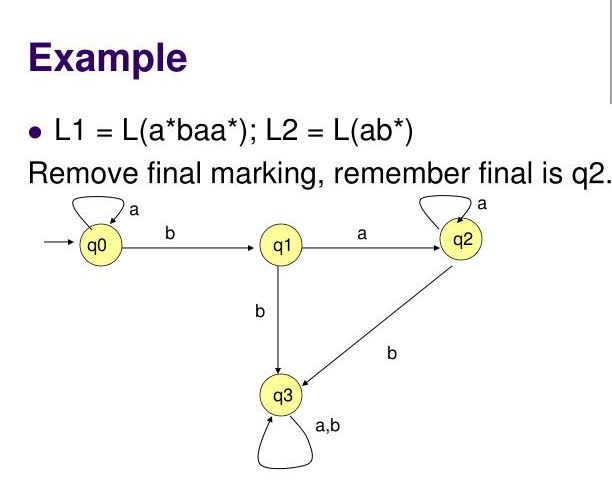 Example
• L1 = L(a*baa*); L2 = L(ab*)
Remove final marking, remember final is q2.
a
a
q0
b
q1
a
q2
b
b
q3
a,b